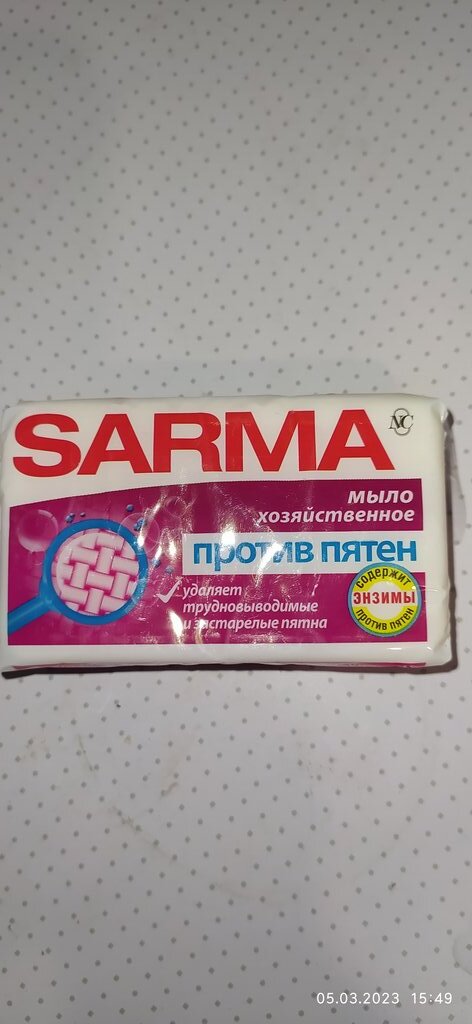 SARMA
NC
мыло
хозяйственное
против пятен
удаляет
трудновыводимые
и застарелые пятна
содержит
энзимы
против пятен
05.03.2023 15:49